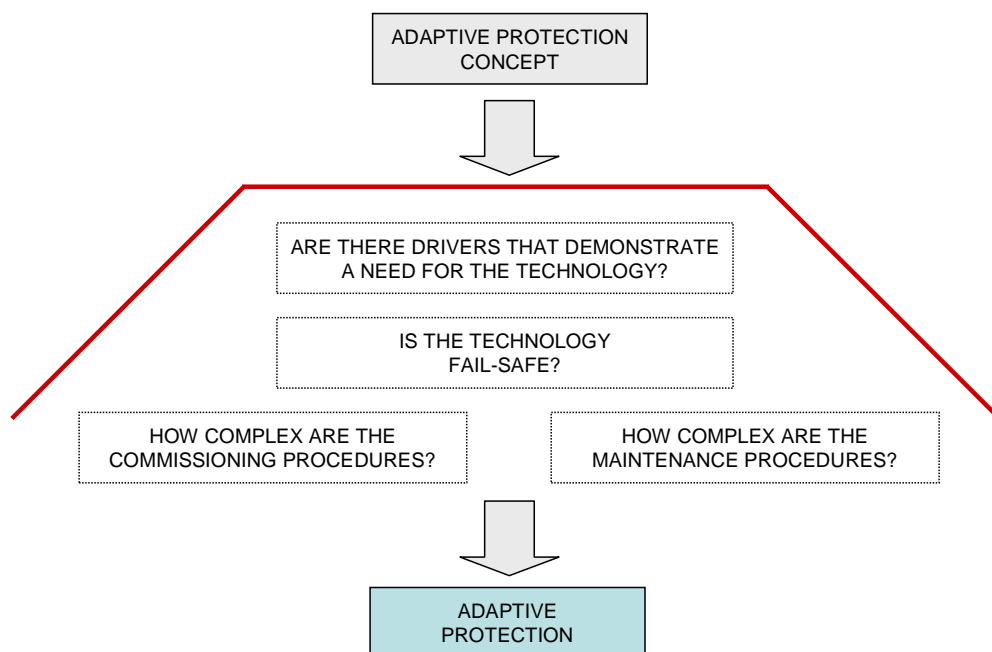 ADAPTIVE PROTECTION
CONCEPT
ARE THERE DRIVERS THAT DEMONSTRATE
A NEED FOR THE TECHNOLOGY?
IS THE TECHNOLOGY
FAIL-SAFE?
HOW COMPLEX ARE THE
COMMISSIONING PROCEDURES?
HOW COMPLEX ARE THE
MAINTENANCE PROCEDURES?
ADAPTIVE
PROTECTION